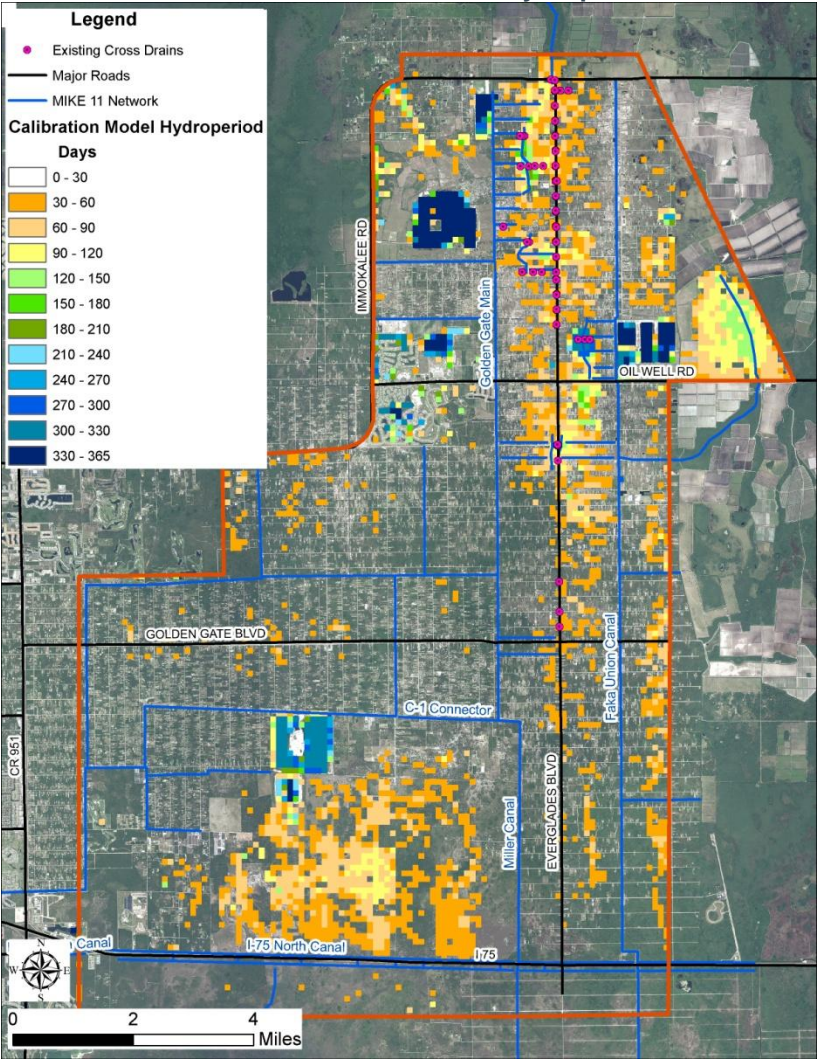 Legend
Existing Cross Drains
Major Roads
MIKE 11 Network
Calibration Model Hydroperiod
Days
0 - 30
30 - 60
60 - 90
90 - 120
120 - 150
150 - 180
180 - 210
210 - 240
240 - 270
270 - 300
300 - 330
330 - 365
IMMOKALEE RD
Golden Gate Main
OIL WELL RD
GOLDEN GATE BLVD
Faka Union Canal
C-1 Connector
CR 951
Miller Canal
EVERGLADES BLVD
Canal
I-75 North Canal
I 75
N
W
E
S
0
2
4
Miles